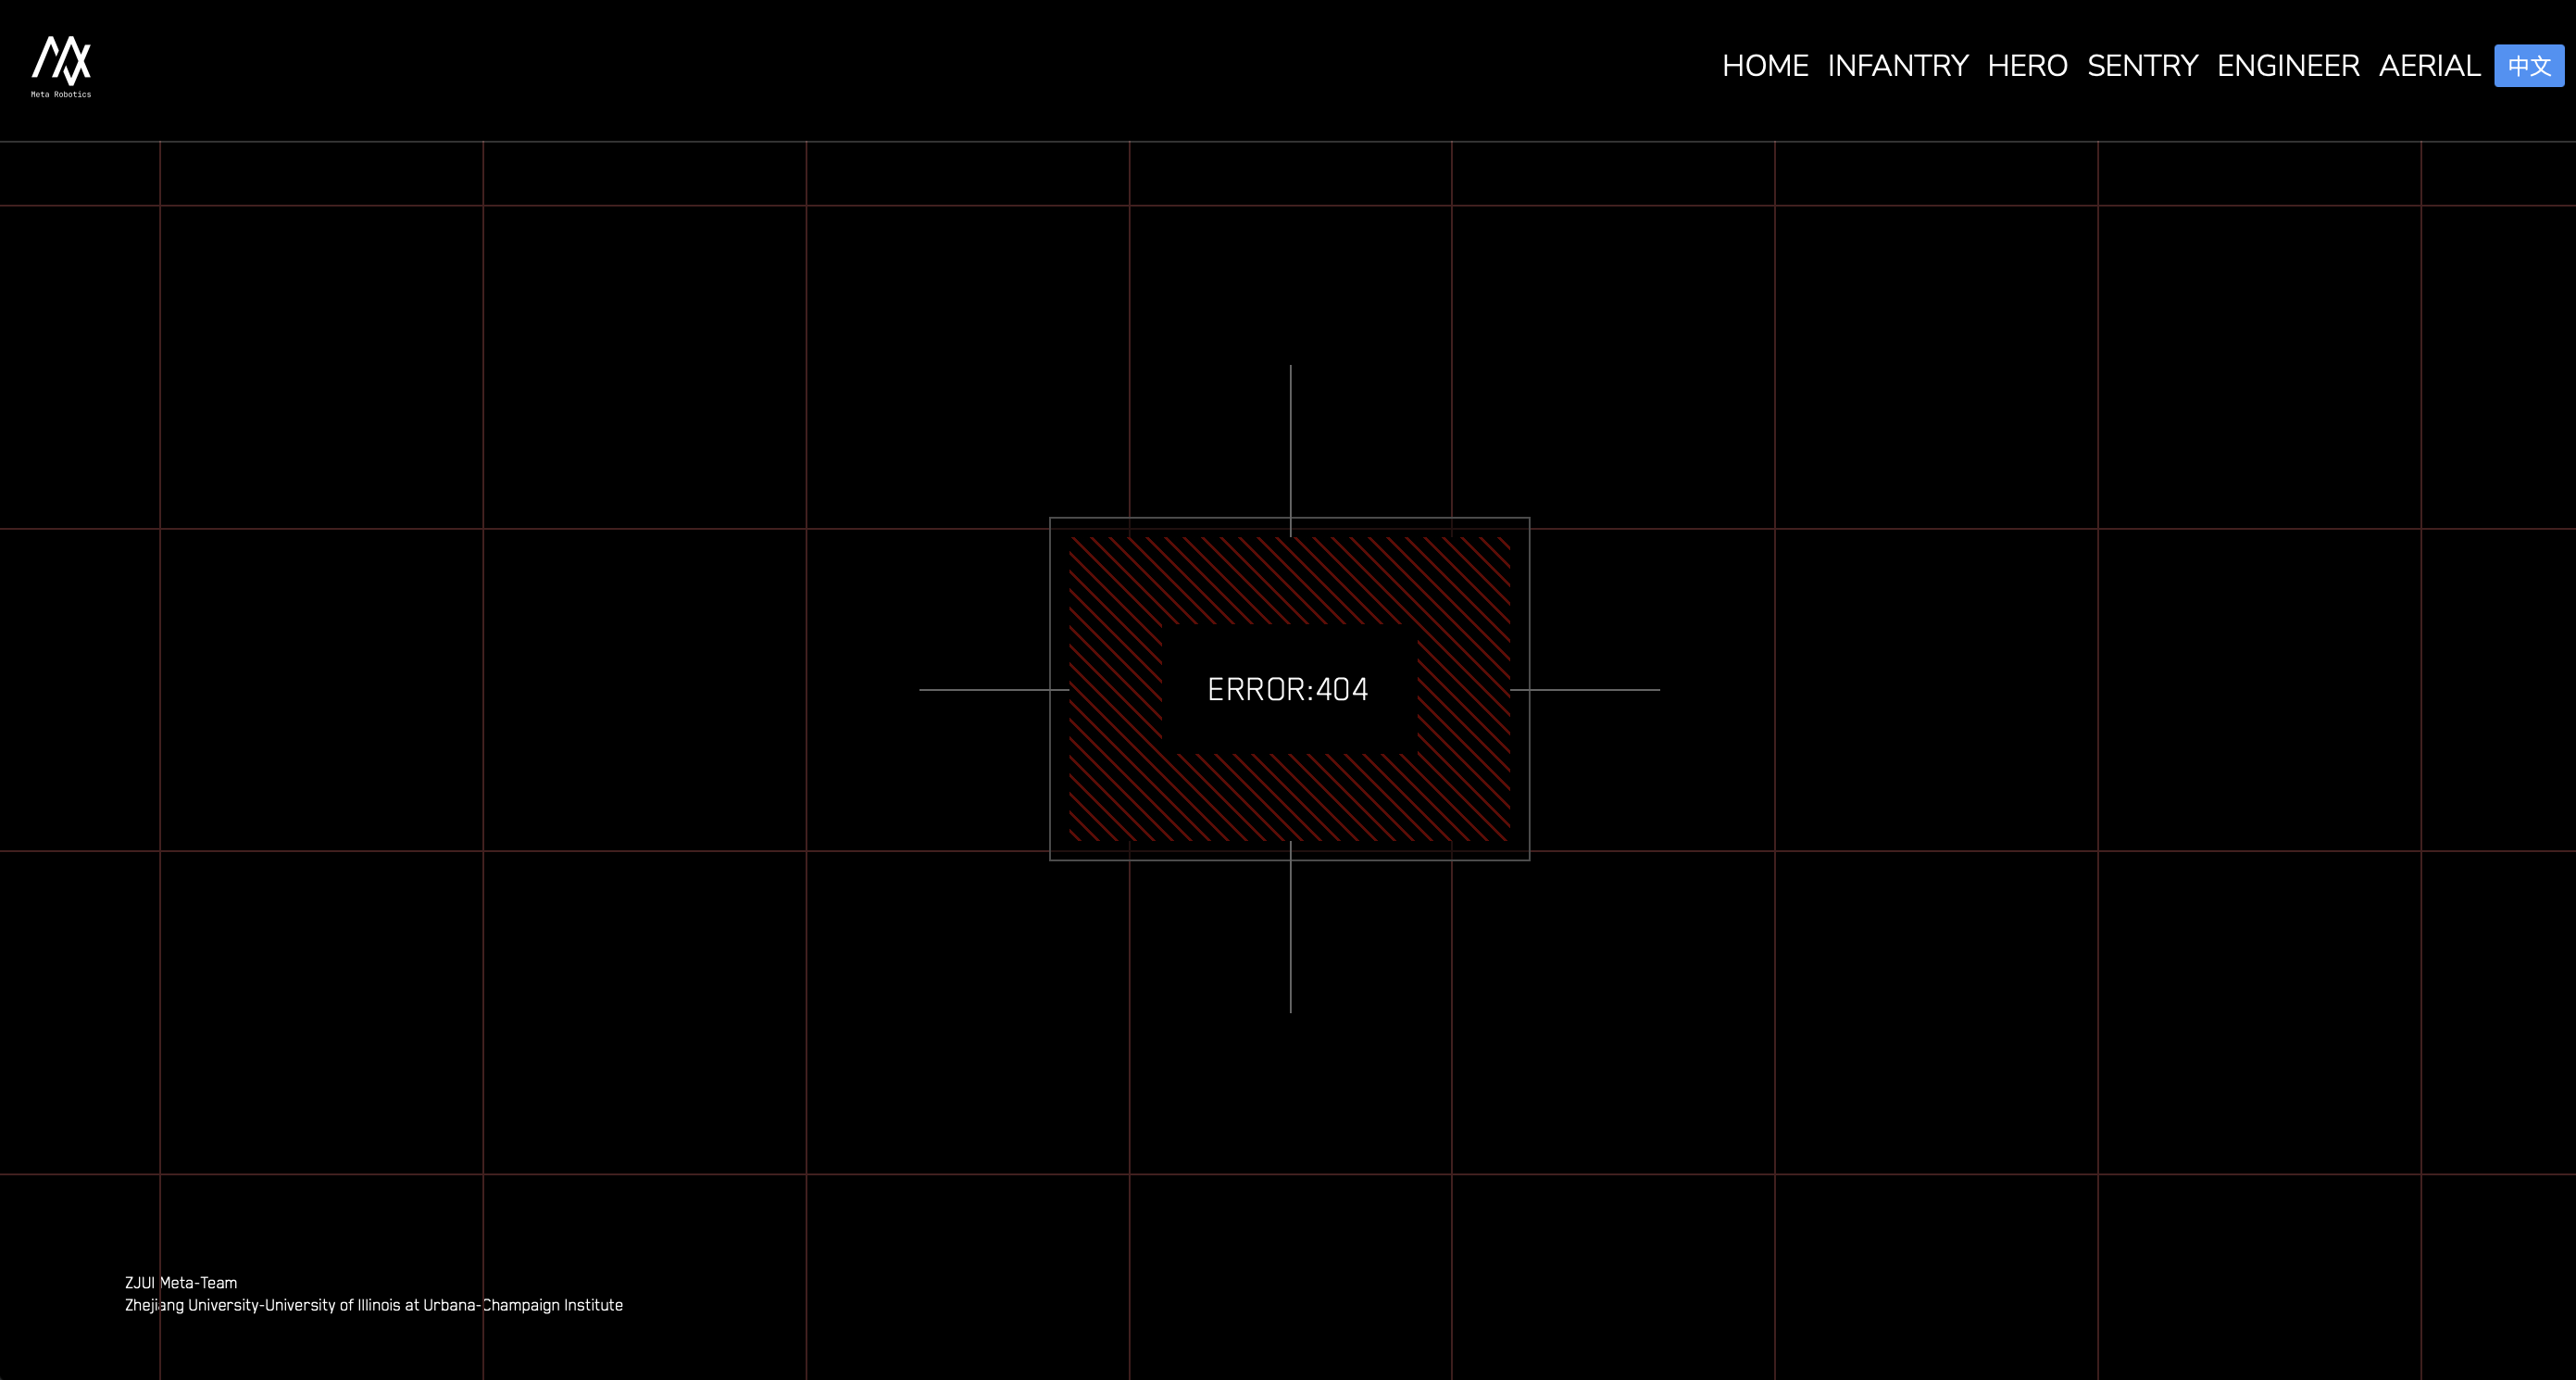 Meta Robotics
HOME INFANTRY HERO SENTRY ENGINEER AERIAL 中文
ERROR:404
ZJUI Meta-Team
Zhejiang University-University of Illinois at Urbana-Champaign Institute